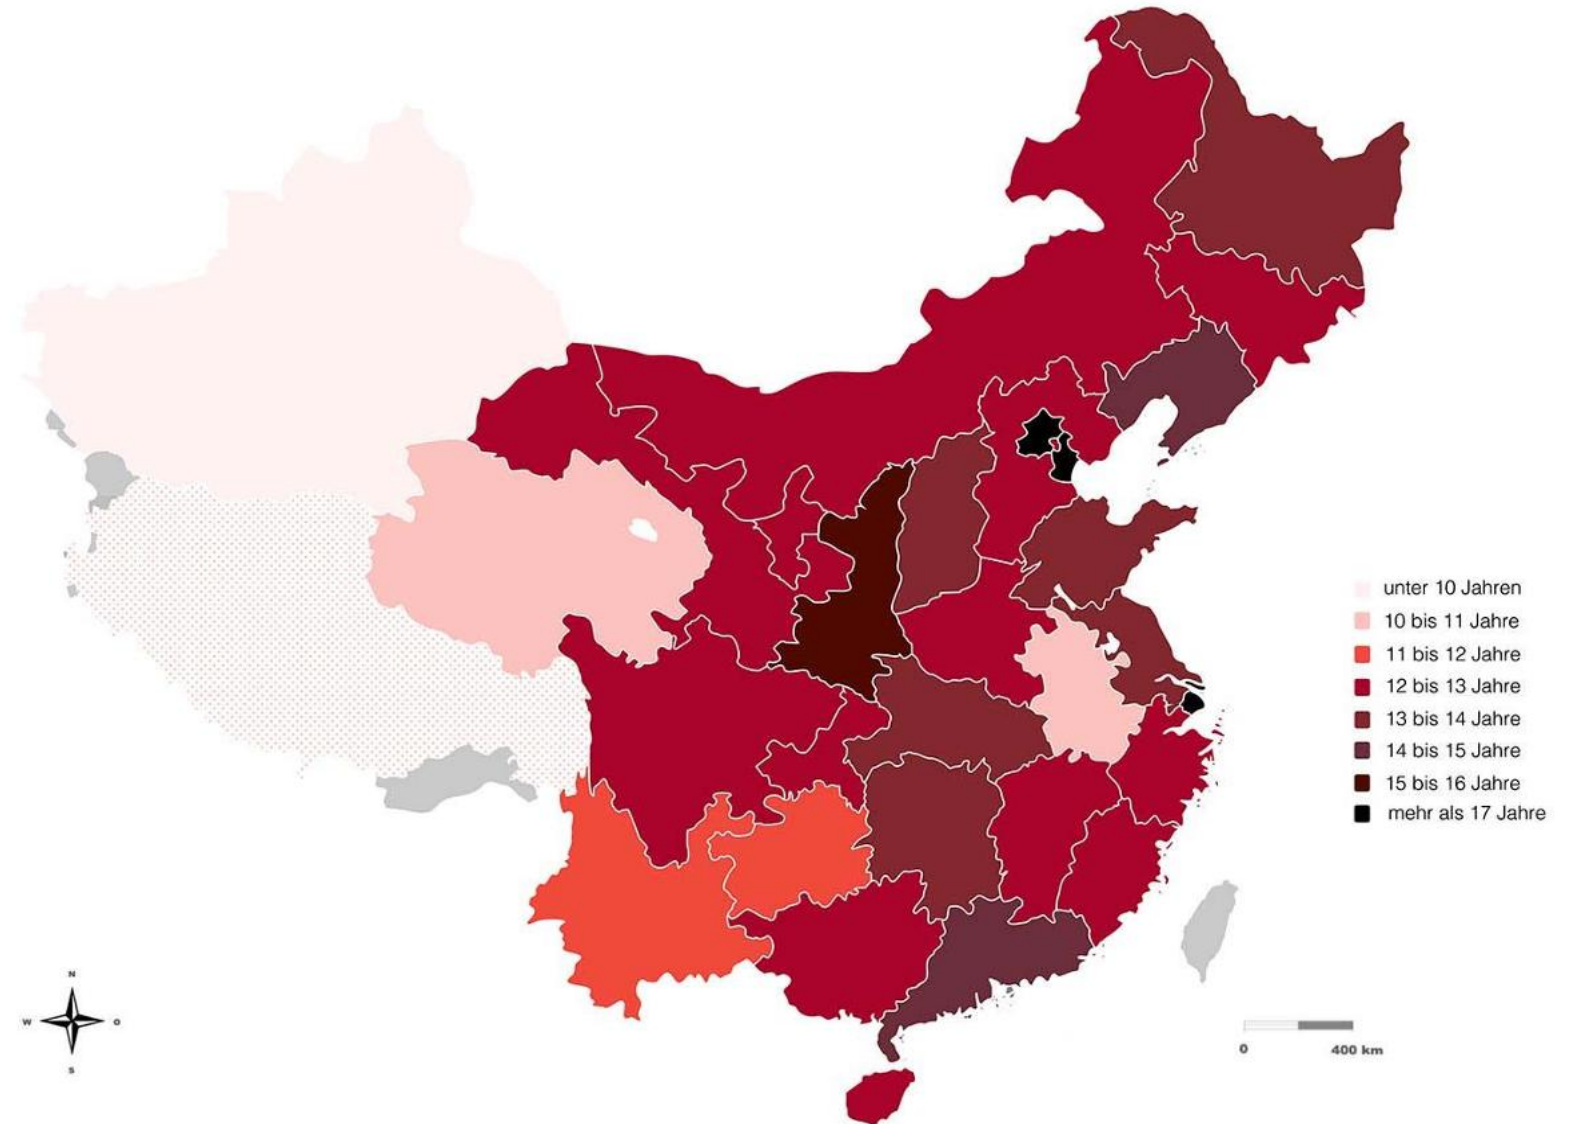 unter 10 Jahren
10 bis 11 Jahre
11 bis 12 Jahre
12 bis 13 Jahre
13 bis 14 Jahre
14 bis 15 Jahre
15 bis 16 Jahre
mehr als 17 Jahre
N
W O
S
0 400 km